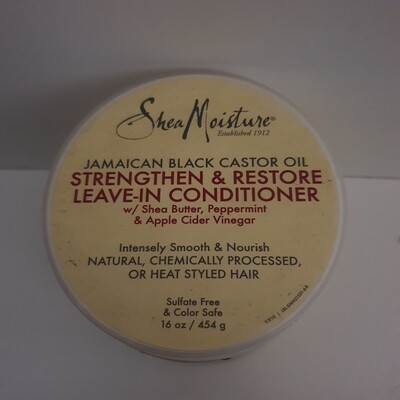 SheaMoisture®
Established 1912
JAMAICAN BLACK CASTOR OIL
STRENGTHEN & RESTORE
LEAVE-IN CONDITIONER
w/ Shea Butter, Peppermint
& Apple Cider Vinegar
Intensely Smooth & Nourish
NATURAL, CHEMICALLY PROCESSED,
OR HEAT STYLED HAIR
Sulfate Free
& Color Safe
16 oz / 454 g